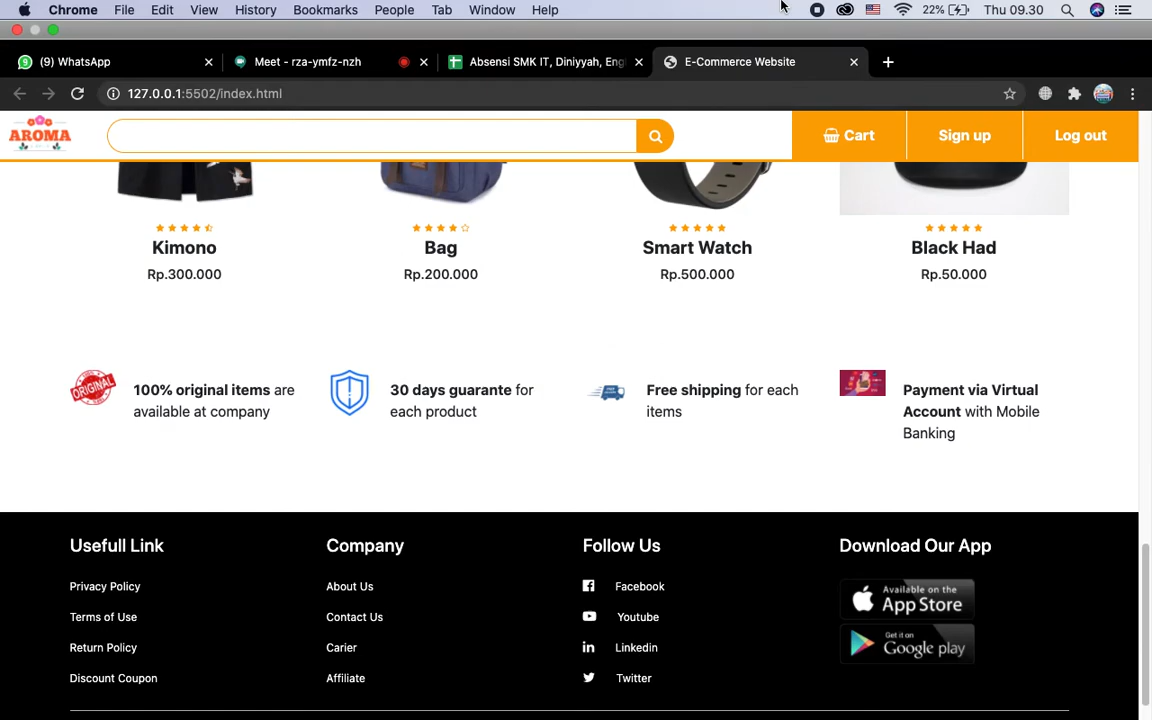 Chrome File Edit View History Bookmarks People Tab Window Help 22% Thu 09.30
(9) WhatsApp Meet - rza-ymfz-nzh Absensi SMK IT, Diniyyah, Eng E-Commerce Website
127.0.0.1:5502/index.html
AROMA Cart Sign up Log out
Kimono Bag Smart Watch Black Had
Rp.300.000 Rp.200.000 Rp.500.000 Rp.50.000
ORIGINAL
100% original items are
available at company
30 days guarante for
each product
Free shipping for each
items
Payment via Virtual
Account with Mobile
Banking
Usefull Link
Privacy Policy
Terms of Use
Return Policy
Discount Coupon
Company
About Us
Contact Us
Carier
Affiliate
Follow Us
Facebook
Youtube
Linkedin
Twitter
Download Our App
Available on the
App Store
Get it on
Google play